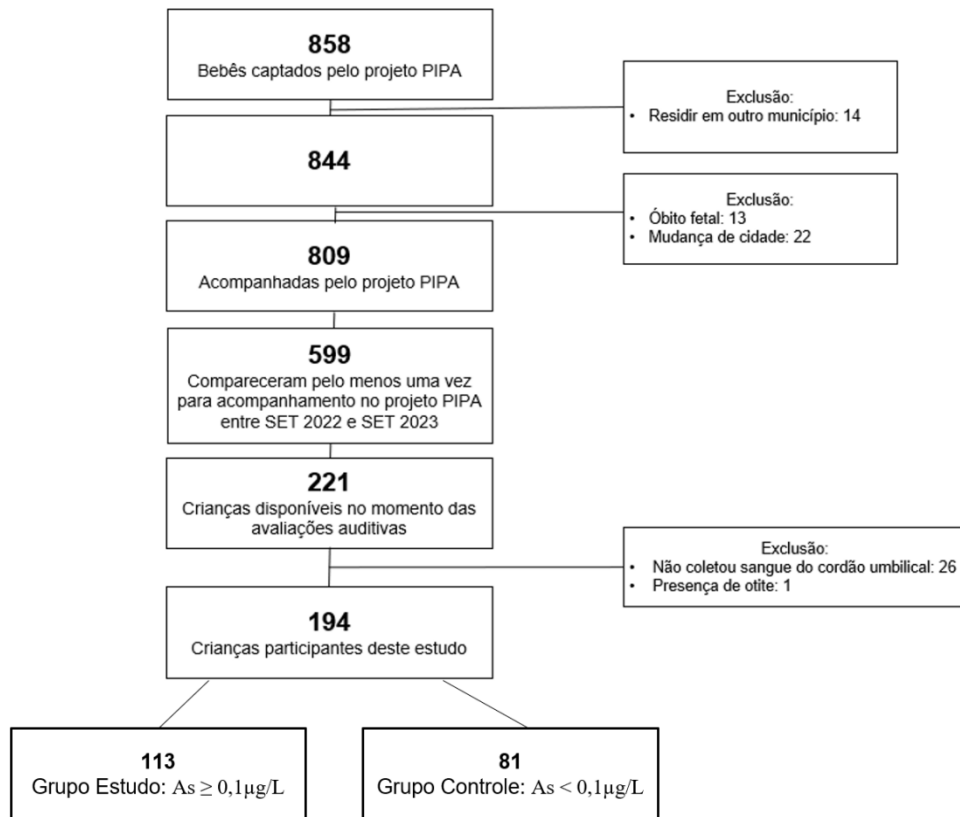 858
Bebês captados pelo projeto PIPA
Exclusão:
• Residir em outro município: 14
844
Exclusão:
• Óbito fetal: 13
• Mudança de cidade: 22
809
Acompanhadas pelo projeto PIPA
599
Compareceram pelo menos uma vez
para acompanhamento no projeto PIPA
entre SET 2022 e SET 2023
221
Crianças disponíveis no momento das
avaliações auditivas
Exclusão:
• Não coletou sangue do cordão umbilical: 26
• Presença de otite: 1
194
Crianças participantes deste estudo
113
Grupo Estudo: As ≥ 0,1µg/L
81
Grupo Controle: As < 0,1µg/L